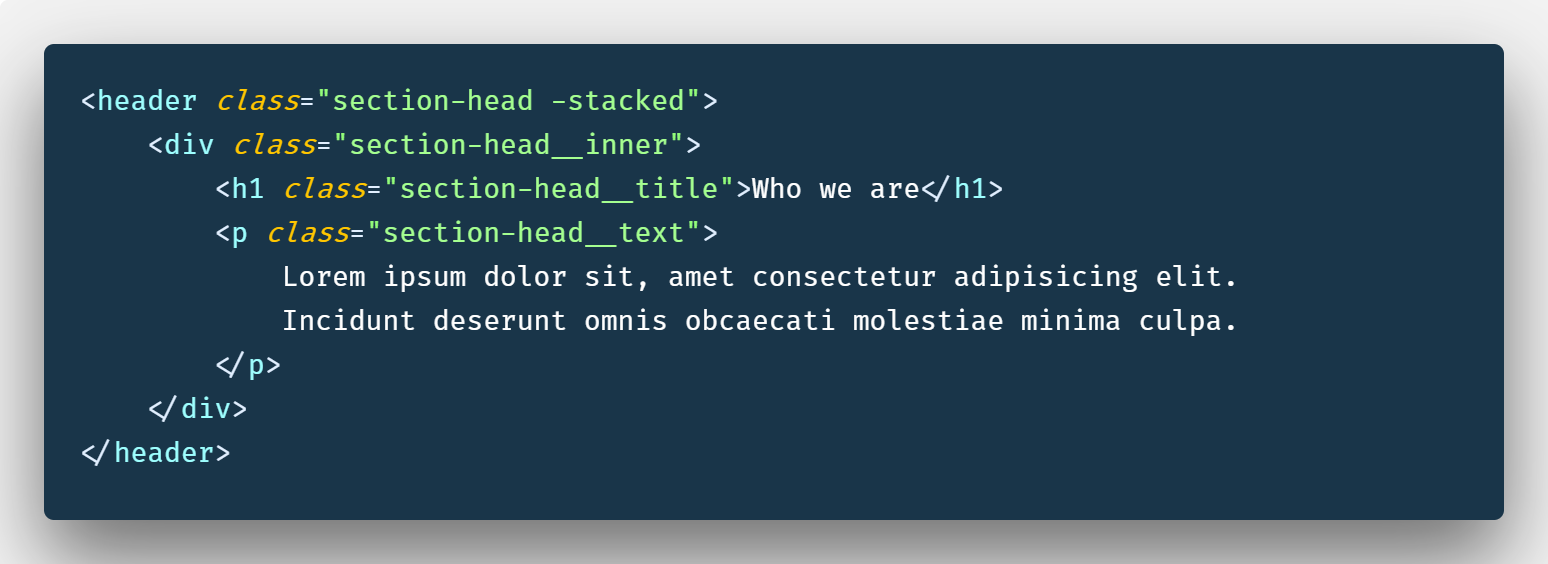 <header class="section-head -stacked">
    <div class="section-head__inner">
        <h1 class="section-head__title">Who we are</h1>
        <p class="section-head__text">
            Lorem ipsum dolor sit, amet consectetur adipisicing elit.
            Incidunt deserunt omnis obcaecati molestiae minima culpa.
        </p>
    </div>
</header>